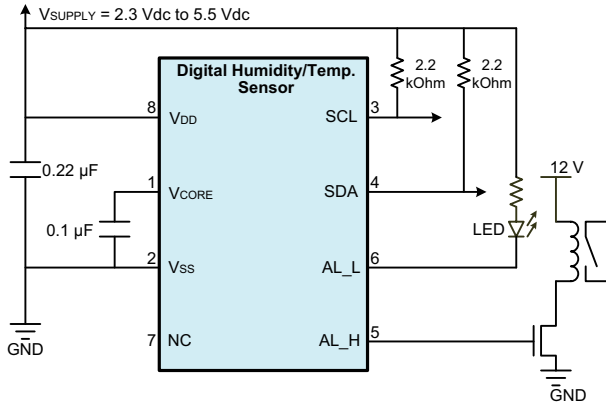 VSUPPLY = 2.3 Vdc to 5.5 Vdc
2.2
kOhm
2.2
kOhm
Digital Humidity/Temp.
Sensor
8
VDD
SCL
3
0.22 µF
1
VCORE
SDA
4
12 V
0.1 µF
LED
2
VSS
AL_L
6
7
NC
AL_H
5
GND
GND